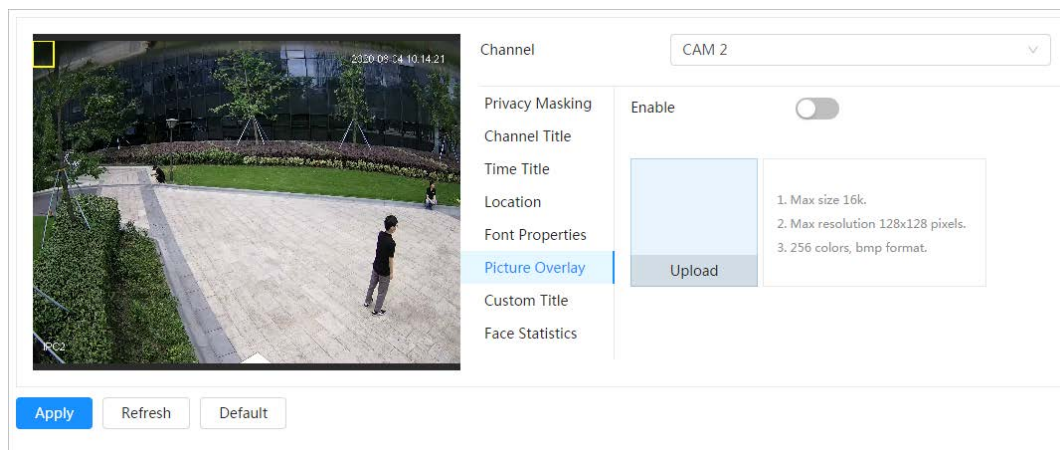 2020 08 04 10:14:21
IPC2
Channel
CAM 2
Privacy Masking
Channel Title
Time Title
Location
Font Properties
Picture Overlay
Custom Title
Face Statistics
Enable
Upload
1. Max size 16k.
2. Max resolution 128x128 pixels.
3. 256 colors, bmp format.
Apply
Refresh
Default